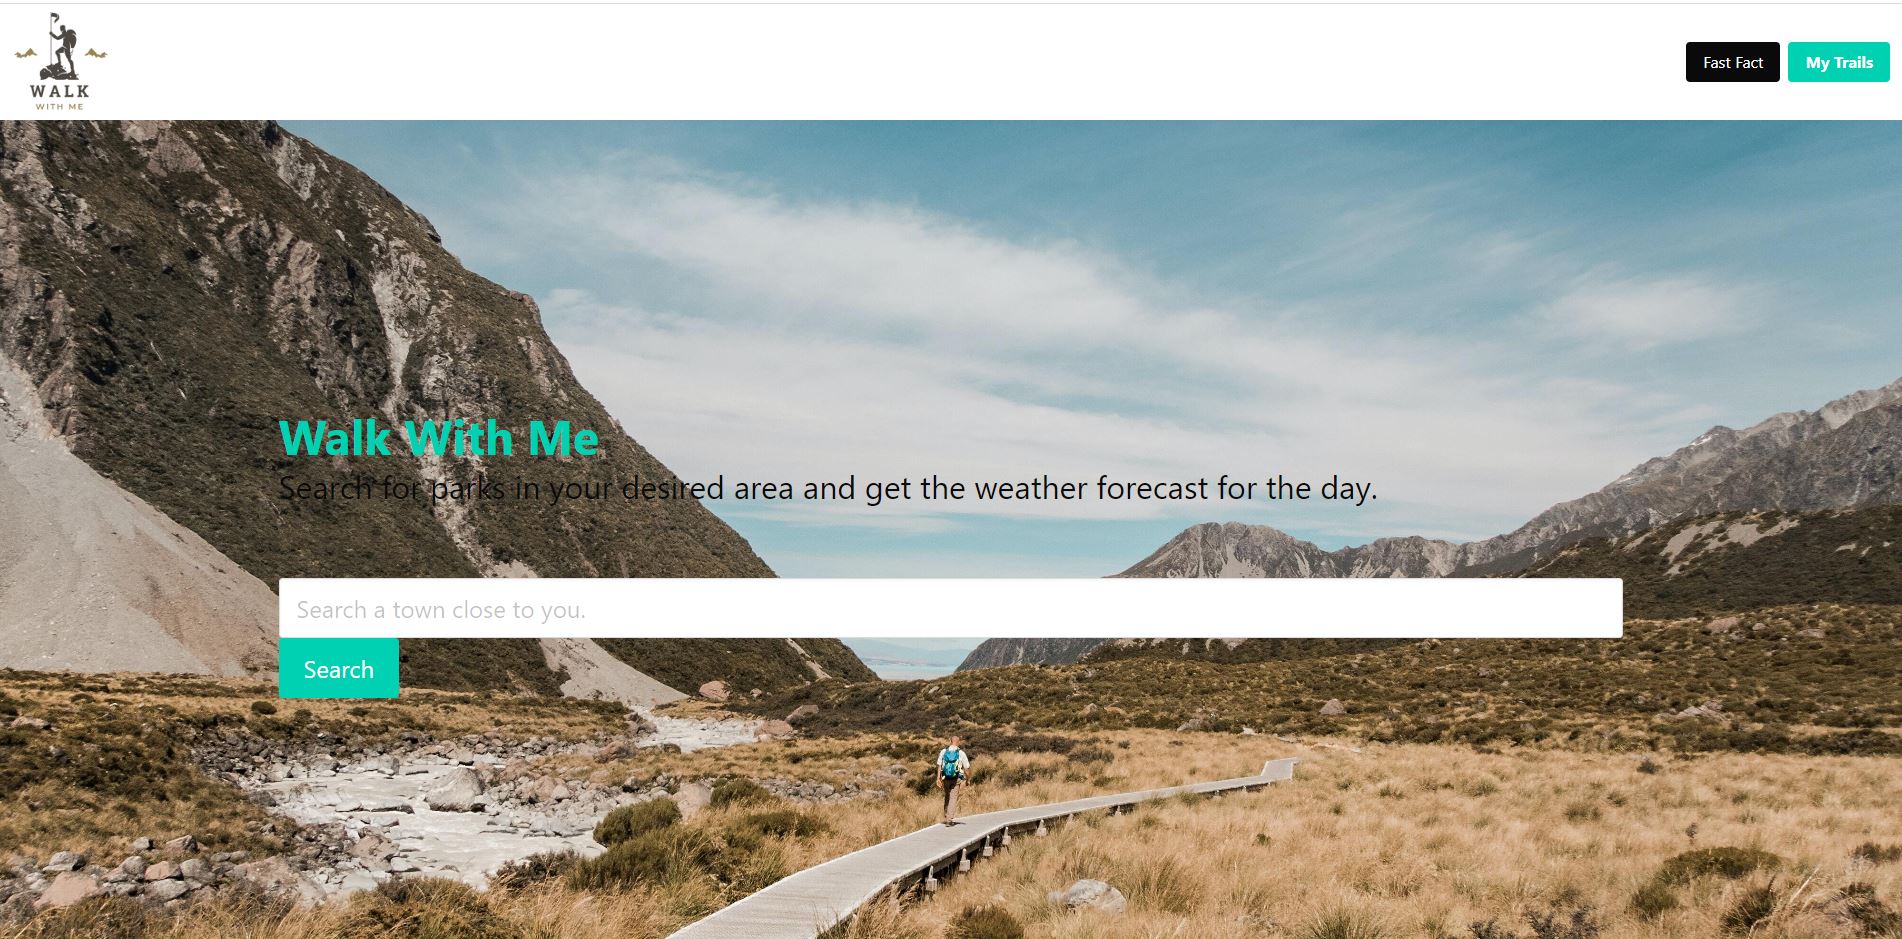 WALK
WITH ME
Fast Fact
My Trails
Walk With Me
Search for parks in your desired area and get the weather forecast for the day.
Search a town close to you.
Search